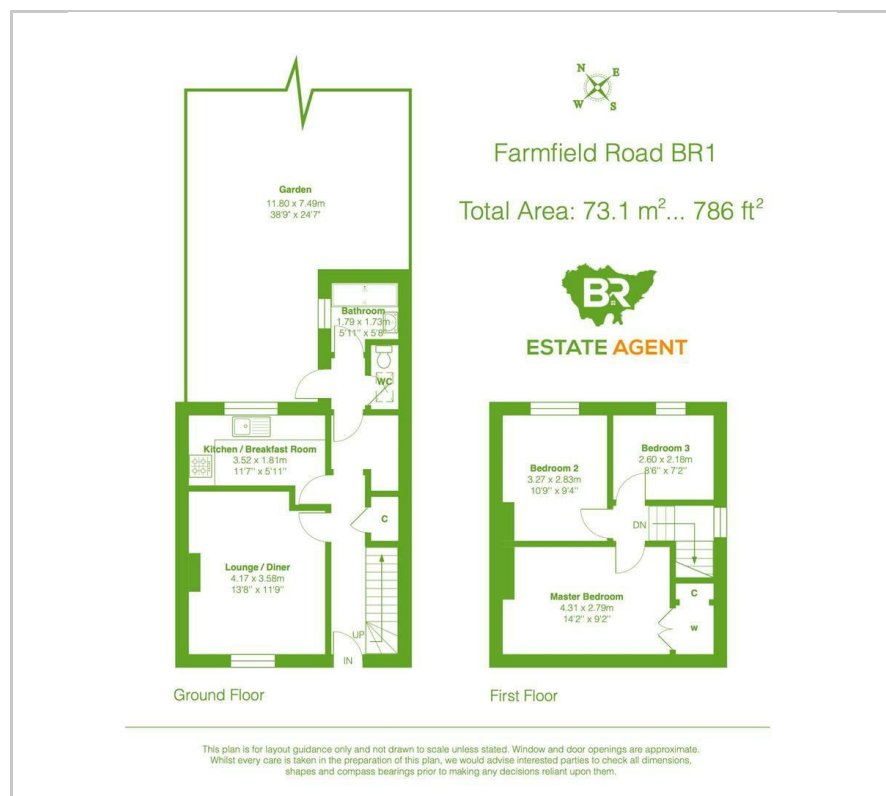 N
E
W
S
Farmfield Road BR1
Total Area: 73.1 m²... 786 ft²
BR
ESTATE AGENT
Garden
11.80 x 7.49m
38'9" x 24'7"
Bathroom
1.79 x 1.73m
5'11" x 5'8"
WC
Kitchen / Breakfast Room
3.52 x 1.81m
11'7" x 5'11"
C
Lounge / Diner
4.17 x 3.58m
13'8" x 11'9"
UP
IN
Ground Floor
Bedroom 2
3.27 x 2.83m
10'9" x 9'4"
Bedroom 3
2.60 x 2.18m
8'6" x 7'2"
DN
Master Bedroom
4.31 x 2.79m
14'2" x 9'2"
C
w
First Floor
This plan is for layout guidance only and not drawn to scale unless stated. Window and door openings are approximate.
Whilst every care is taken in the preparation of this plan, we would advise interested parties to check all dimensions,
shapes and compass bearings prior to making any decisions reliant upon them.